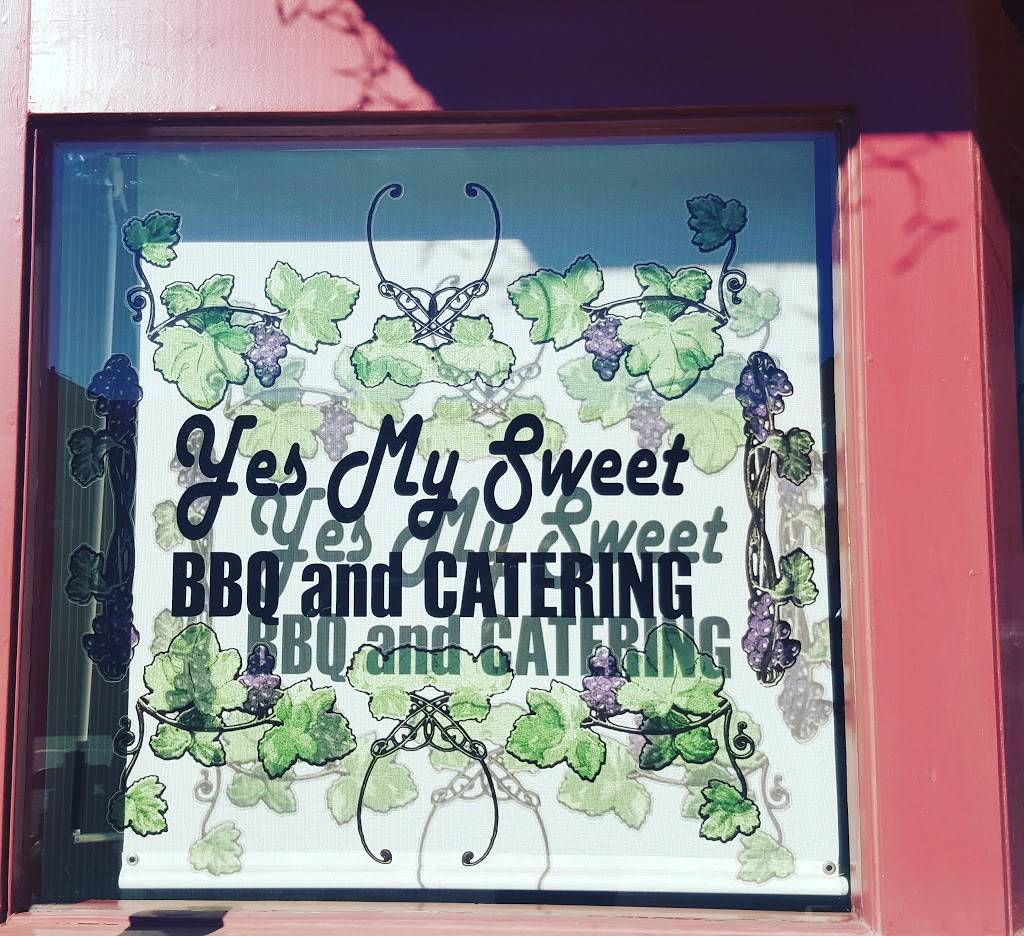 Yes My Sweet
BBQ and CATERING